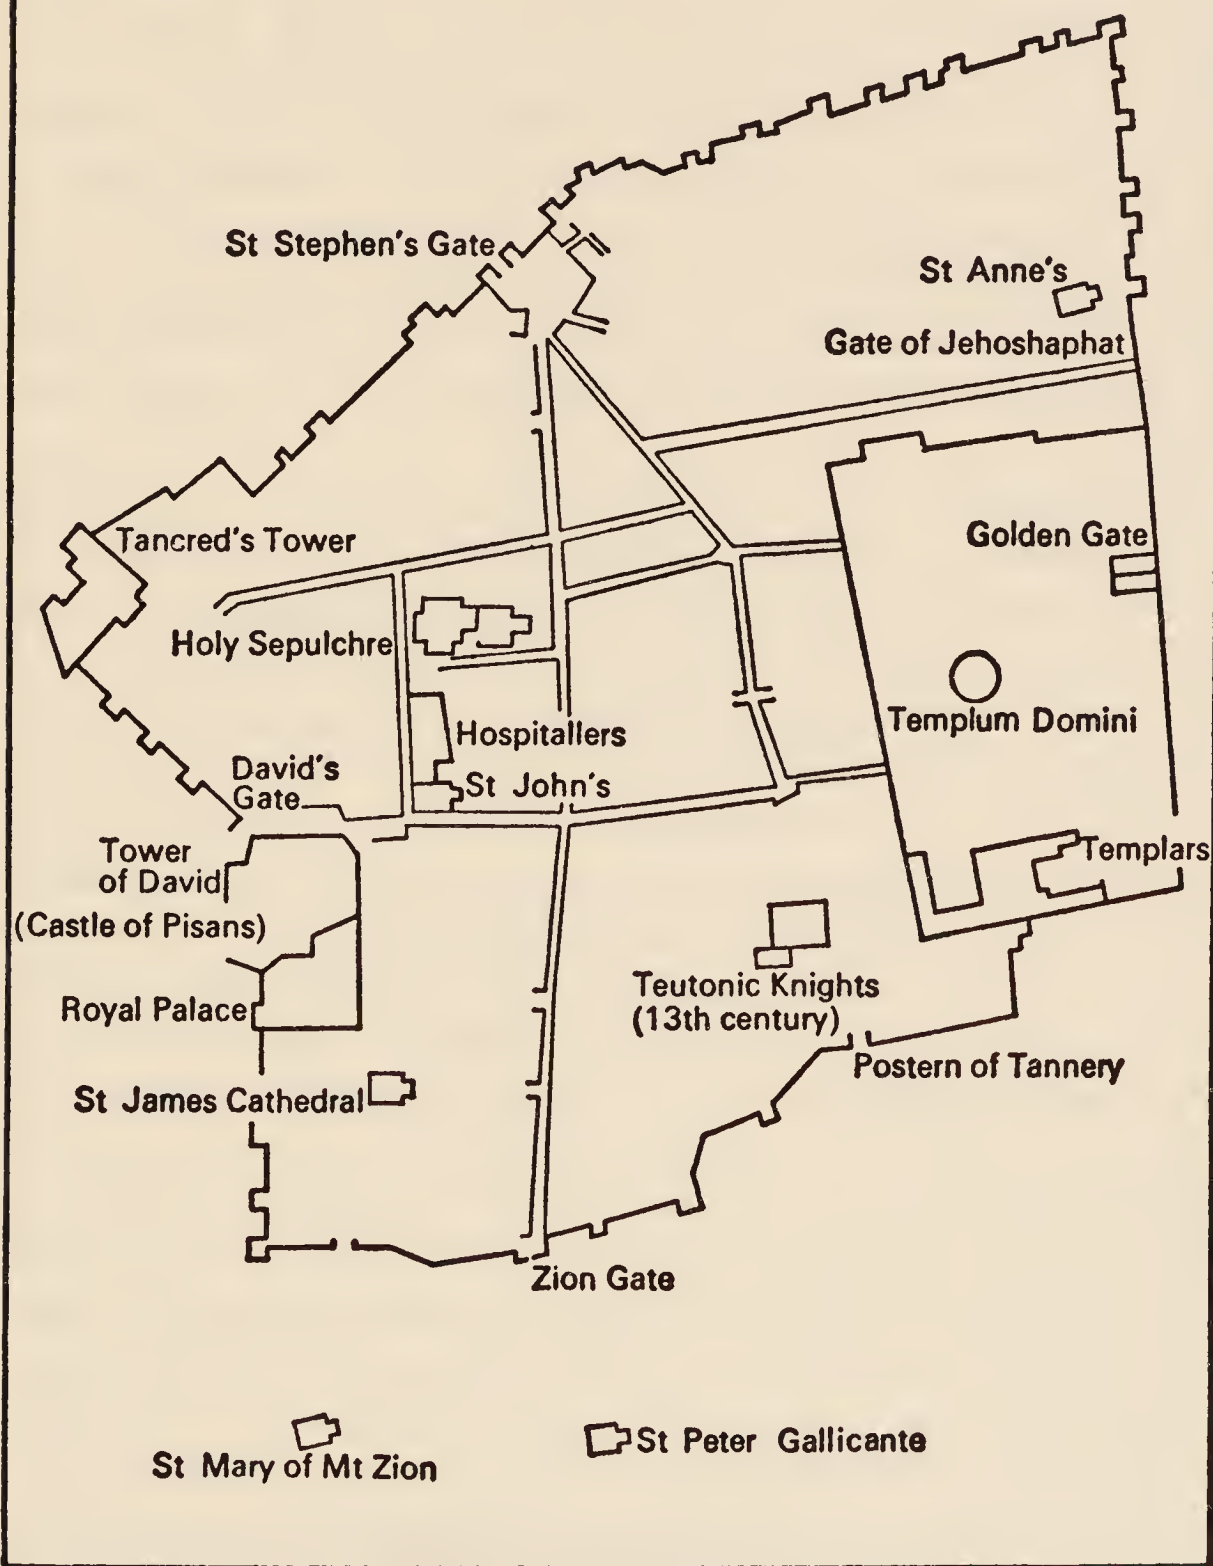 St Stephen's Gate
St Anne's
Gate of Jehoshaphat
Tancred's Tower
Golden Gate
Holy Sepulchre
Templum Domini
Hospitallers
David's
Gate
St John's
Tower
of David
(Castle of Pisans)
Templars
Royal Palace
Teutonic Knights
(13th century)
Postern of Tannery
St James Cathedral
Zion Gate
St Peter Gallicante
St Mary of Mt Zion